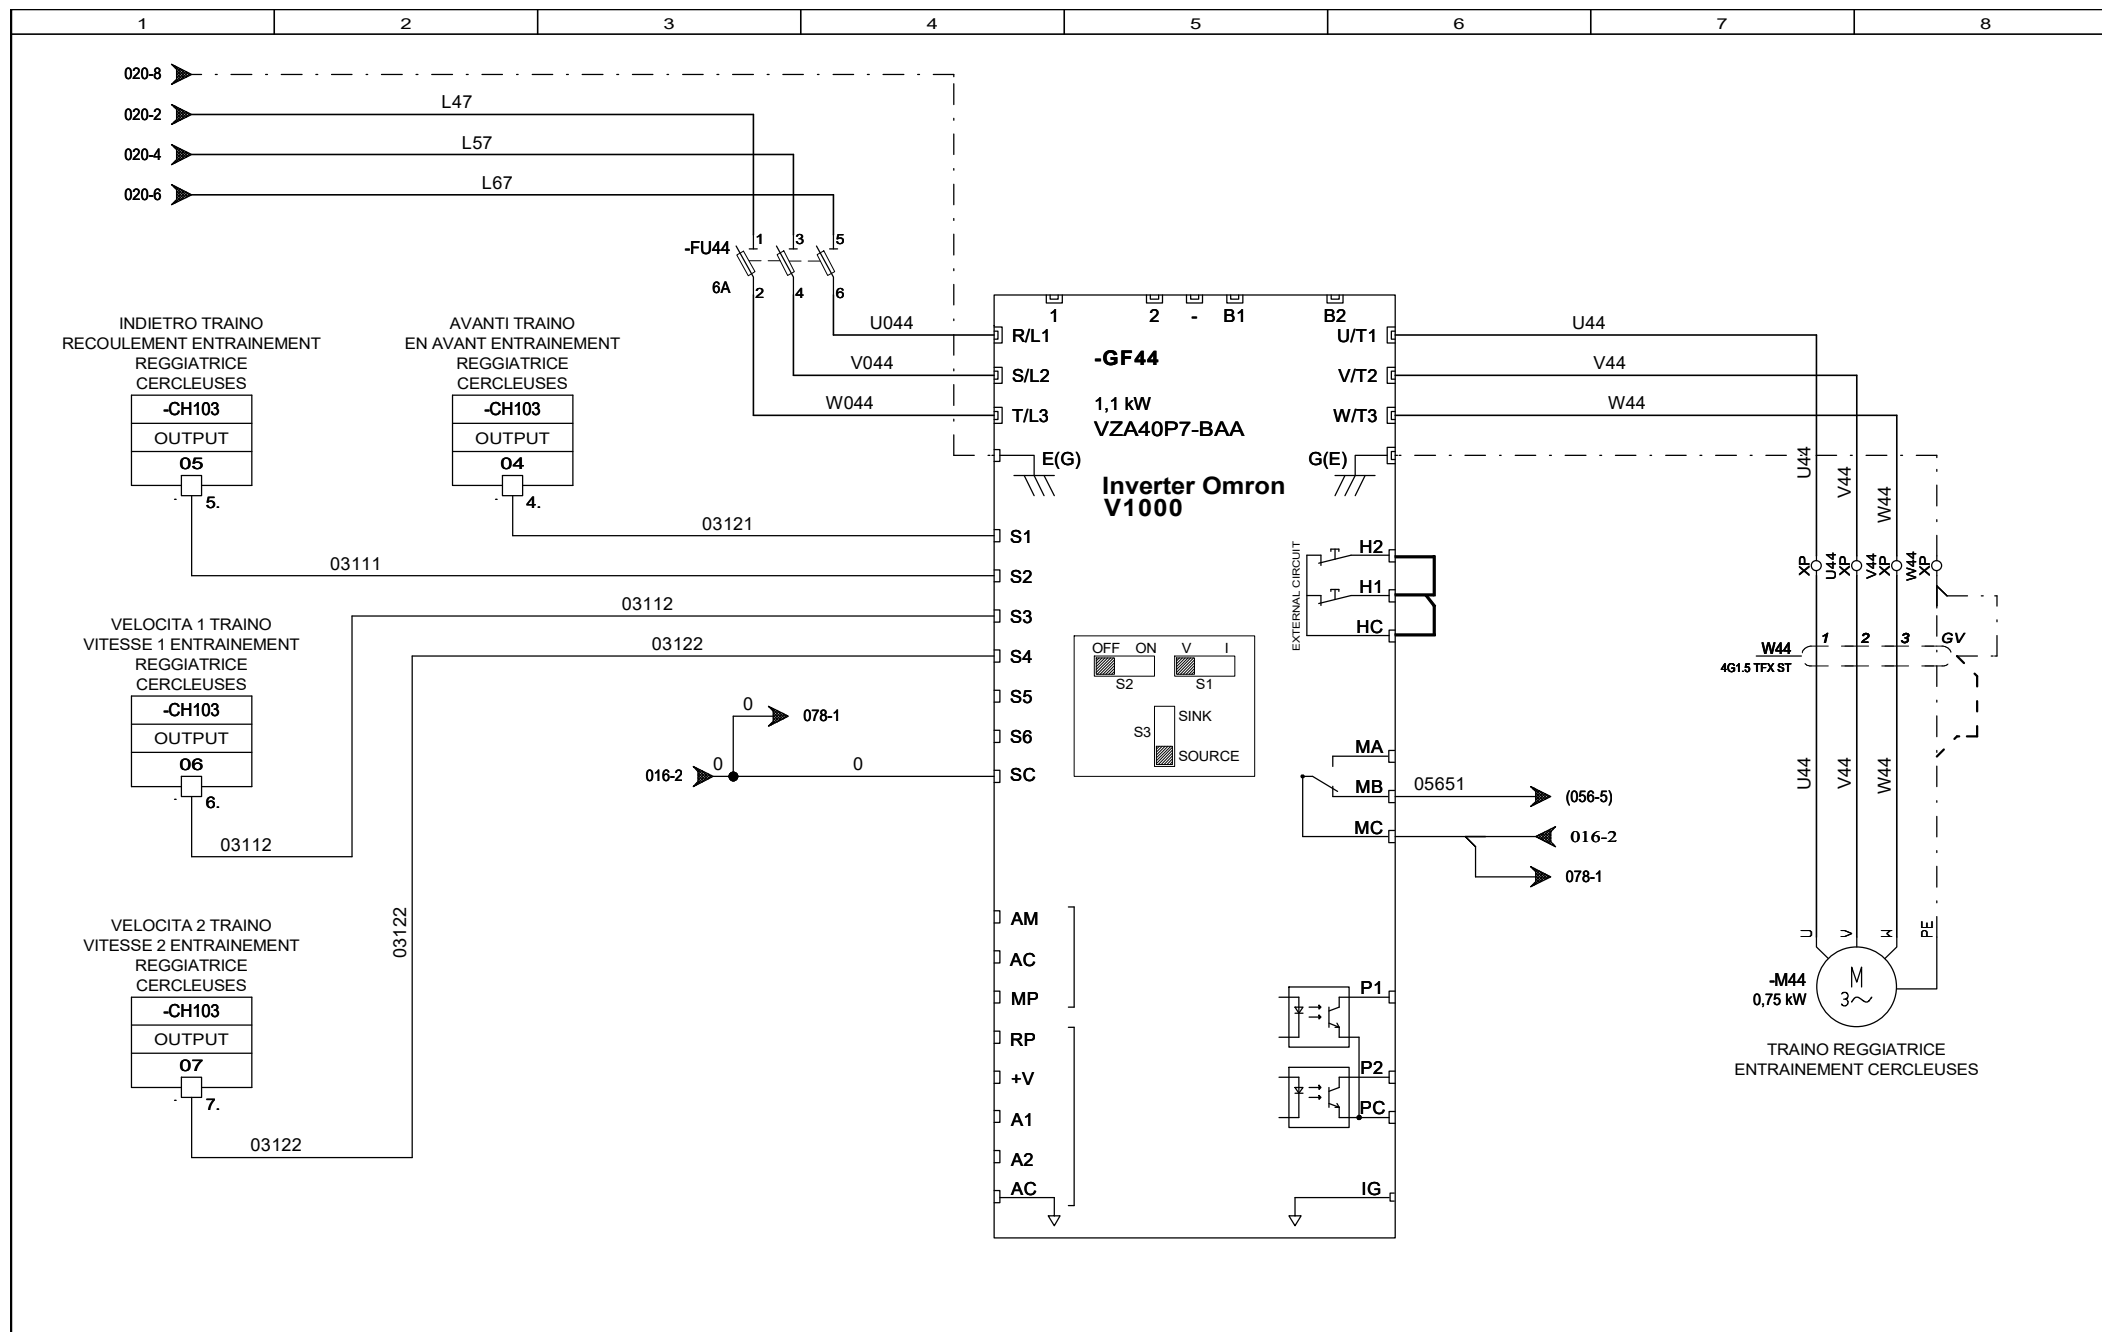 1 2 3 4 5 6 7 8
020-8
020-2 L47
020-4 L57
020-6 L67
-FU44 1 3 5
6A 2 4 6
INDIETRO TRAINO
RECOULEMENT ENTRAINEMENT
REGGIATRICE
CERCLEUSES
-CH103
OUTPUT
05
5.
AVANTI TRAINO
EN AVANT ENTRAINEMENT
REGGIATRICE
CERCLEUSES
-CH103
OUTPUT
04
4.
03121
03111
03112
03122
VELOCITA 1 TRAINO
VITESSE 1 ENTRAINEMENT
REGGIATRICE
CERCLEUSES
-CH103
OUTPUT
06
6.
03112
VELOCITA 2 TRAINO
VITESSE 2 ENTRAINEMENT
REGGIATRICE
CERCLEUSES
-CH103
OUTPUT
07
7.
03122
03122
0 078-1
016-2 0 0
U044
V044
W044
1 2 - B1 B2
R/L1
S/L2
T/L3
E(G)
-GF44
1,1 kW
VZA40P7-BAA
Inverter Omron
V1000
U/T1
V/T2
W/T3
G(E)
S1
S2
S3
S4
S5
S6
SC
EXTERNAL CIRCUIT
H2
H1
HC
OFF ON V I
S2 S1
S3 SINK
SOURCE
MA
MB
MC
AM
AC
MP
RP
+V
A1
A2
AC
P1
P2
PC
IG
05651 (056-5)
016-2
078-1
U44
V44
W44
U44 V44 W44
XP U44 XP V44 XP W44 XP
1 2 3 GV
W44
4G1.5 TFX ST
U44 V44 W44
U V W PE
-M44
0,75 kW
M
3~
TRAINO REGGIATRICE
ENTRAINEMENT CERCLEUSES